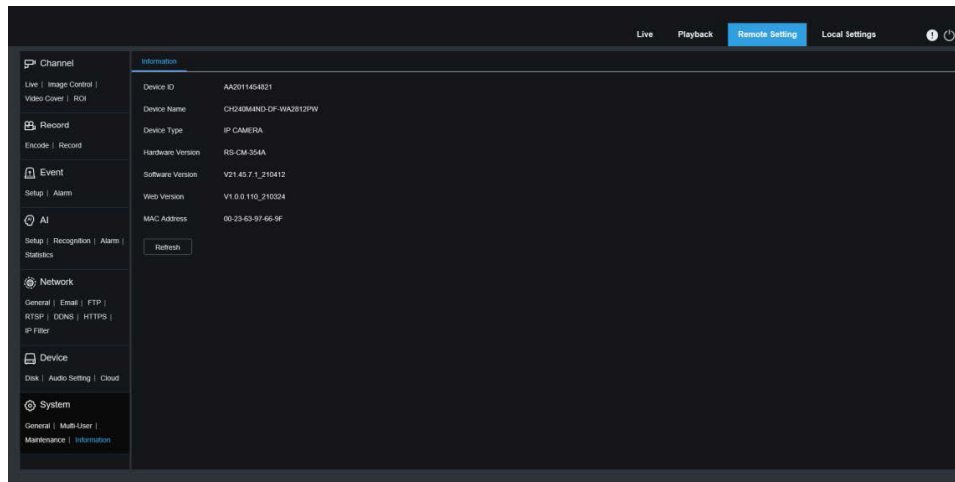 Live Playback Remote Setting Local Settings
Channel
Live | Image Control |
Video Cover | ROI
Record
Encode | Record
Event
Setup | Alarm
AI
Setup | Recognition | Alarm |
Statistics
Network
General | Email | FTP |
RTSP | DDNS | HTTPS |
IP Filter
Device
Disk | Audio Setting | Cloud
System
General | Multi-User |
Maintenance | Information
Information
Device ID AA2011454821
Device Name CH240M4ND-DF-WA2812PW
Device Type IP CAMERA
Hardware Version RS-CM-354A
Software Version V21.45.7.1_210412
Web Version V1.0.0.110_210324
MAC Address 00-23-63-97-66-9F
Refresh